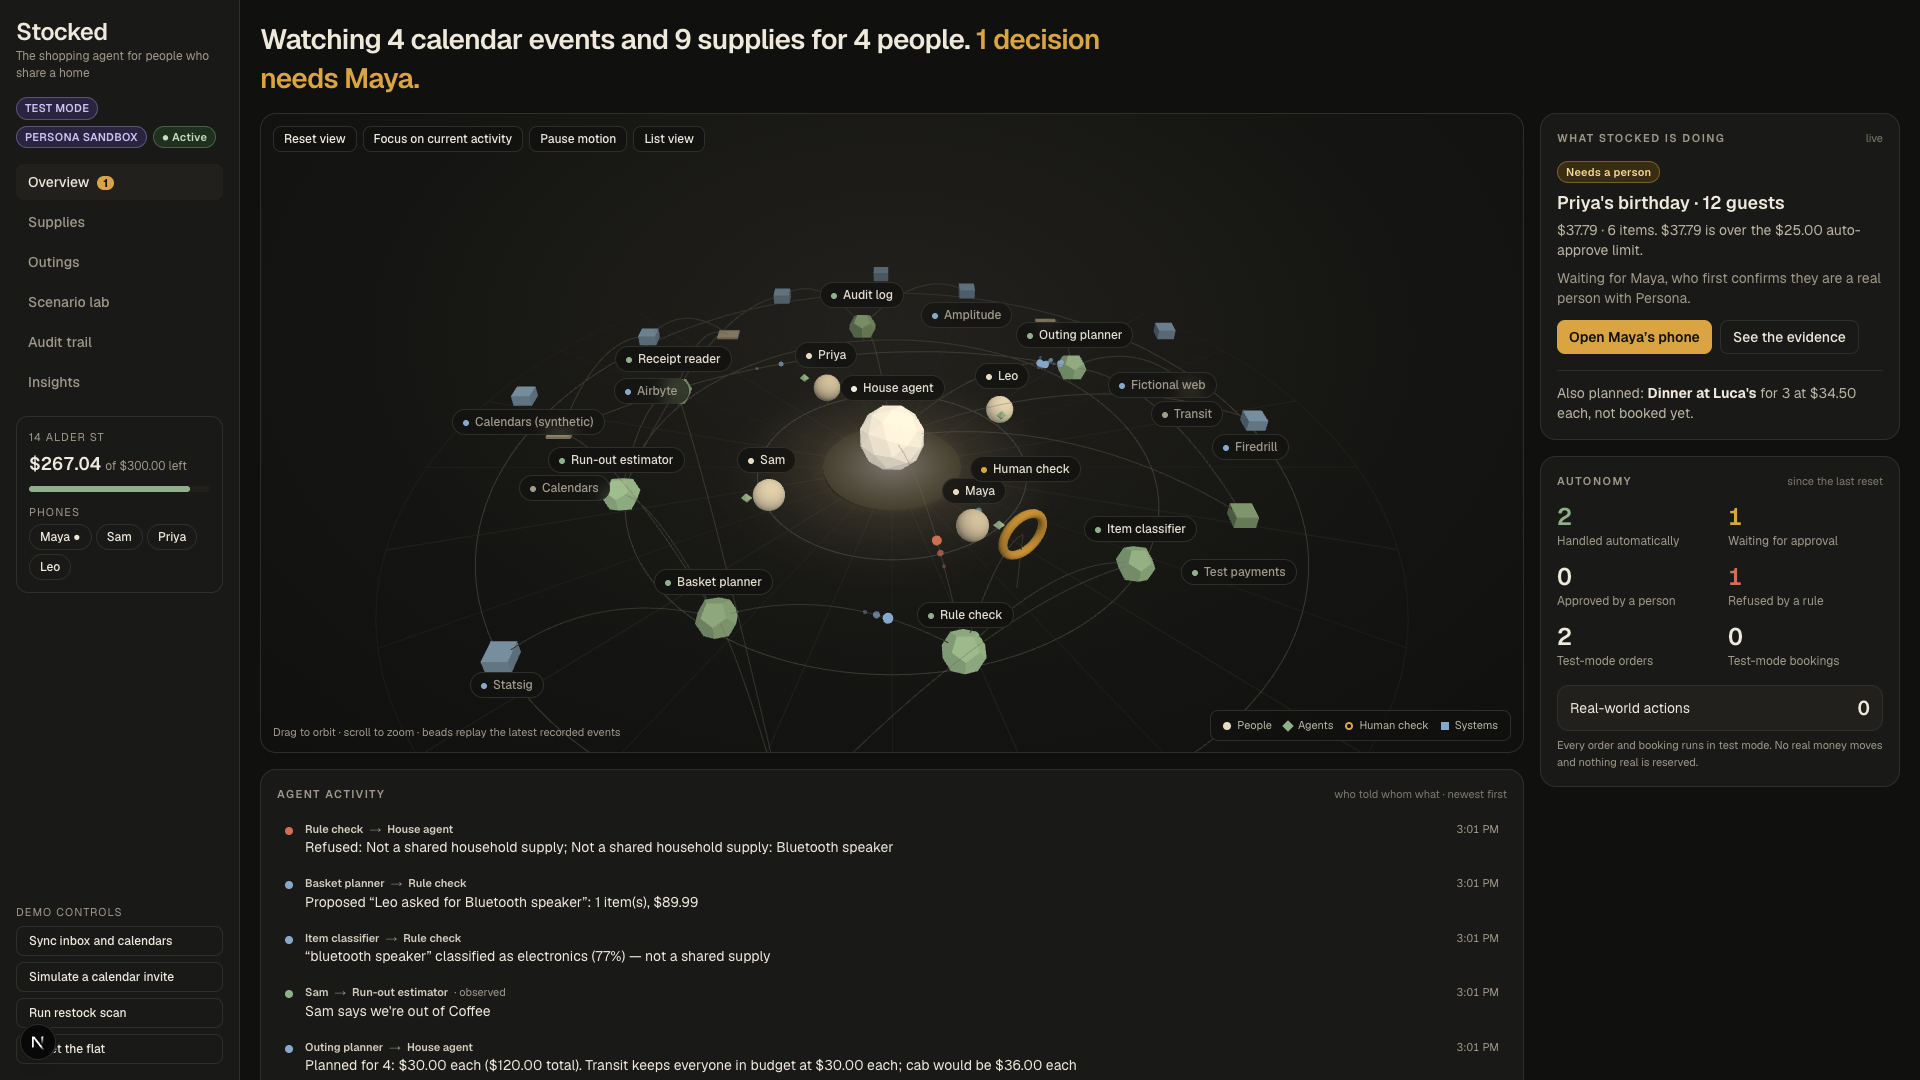 Stocked
The shopping agent for people who
share a home
TEST MODE
PERSONA SANDBOX
Active
Overview 1
Supplies
Outings
Scenario lab
Audit trail
Insights
14 ALDER ST
$267.04 of $300.00 left
PHONES
Maya
Sam
Priya
Leo
DEMO CONTROLS
Sync inbox and calendars
Simulate a calendar invite
Run restock scan
the flat
N
Watching 4 calendar events and 9 supplies for 4 people. 1 decision
needs Maya.
Reset view
Focus on current activity
Pause motion
List view
Audit log
Amplitude
Outing planner
Receipt reader
Priya
Leo
House agent
Airbyte
Fictional web
Transit
Calendars (synthetic)
Firedrill
Run-out estimator
Sam
Human check
Calendars
Maya
Item classifier
Test payments
Basket planner
Rule check
Statsig
Drag to orbit · scroll to zoom · beads replay the latest recorded events
People
Agents
Human check
Systems
AGENT ACTIVITY
who told whom what · newest first
Rule check → House agent
3:01 PM
Refused: Not a shared household supply; Not a shared household supply: Bluetooth speaker
Basket planner → Rule check
3:01 PM
Proposed “Leo asked for Bluetooth speaker”: 1 item(s), $89.99
Item classifier → Rule check
3:01 PM
“bluetooth speaker” classified as electronics (77%) — not a shared supply
Sam → Run-out estimator · observed
3:01 PM
Sam says we're out of Coffee
Outing planner → House agent
3:01 PM
Planned for 4: $30.00 each ($120.00 total). Transit keeps everyone in budget at $30.00 each; cab would be $36.00 each
WHAT STOCKED IS DOING
live
Needs a person
Priya's birthday · 12 guests
$37.79 · 6 items. $37.79 is over the $25.00 auto-
approve limit.
Waiting for Maya, who first confirms they are a real
person with Persona.
Open Maya's phone
See the evidence
Also planned: Dinner at Luca's for 3 at $34.50
each, not booked yet.
AUTONOMY
since the last reset
2
Handled automatically
1
Waiting for approval
0
Approved by a person
1
Refused by a rule
2
Test-mode orders
0
Test-mode bookings
Real-world actions 0
Every order and booking runs in test mode. No real money moves
and nothing real is reserved.